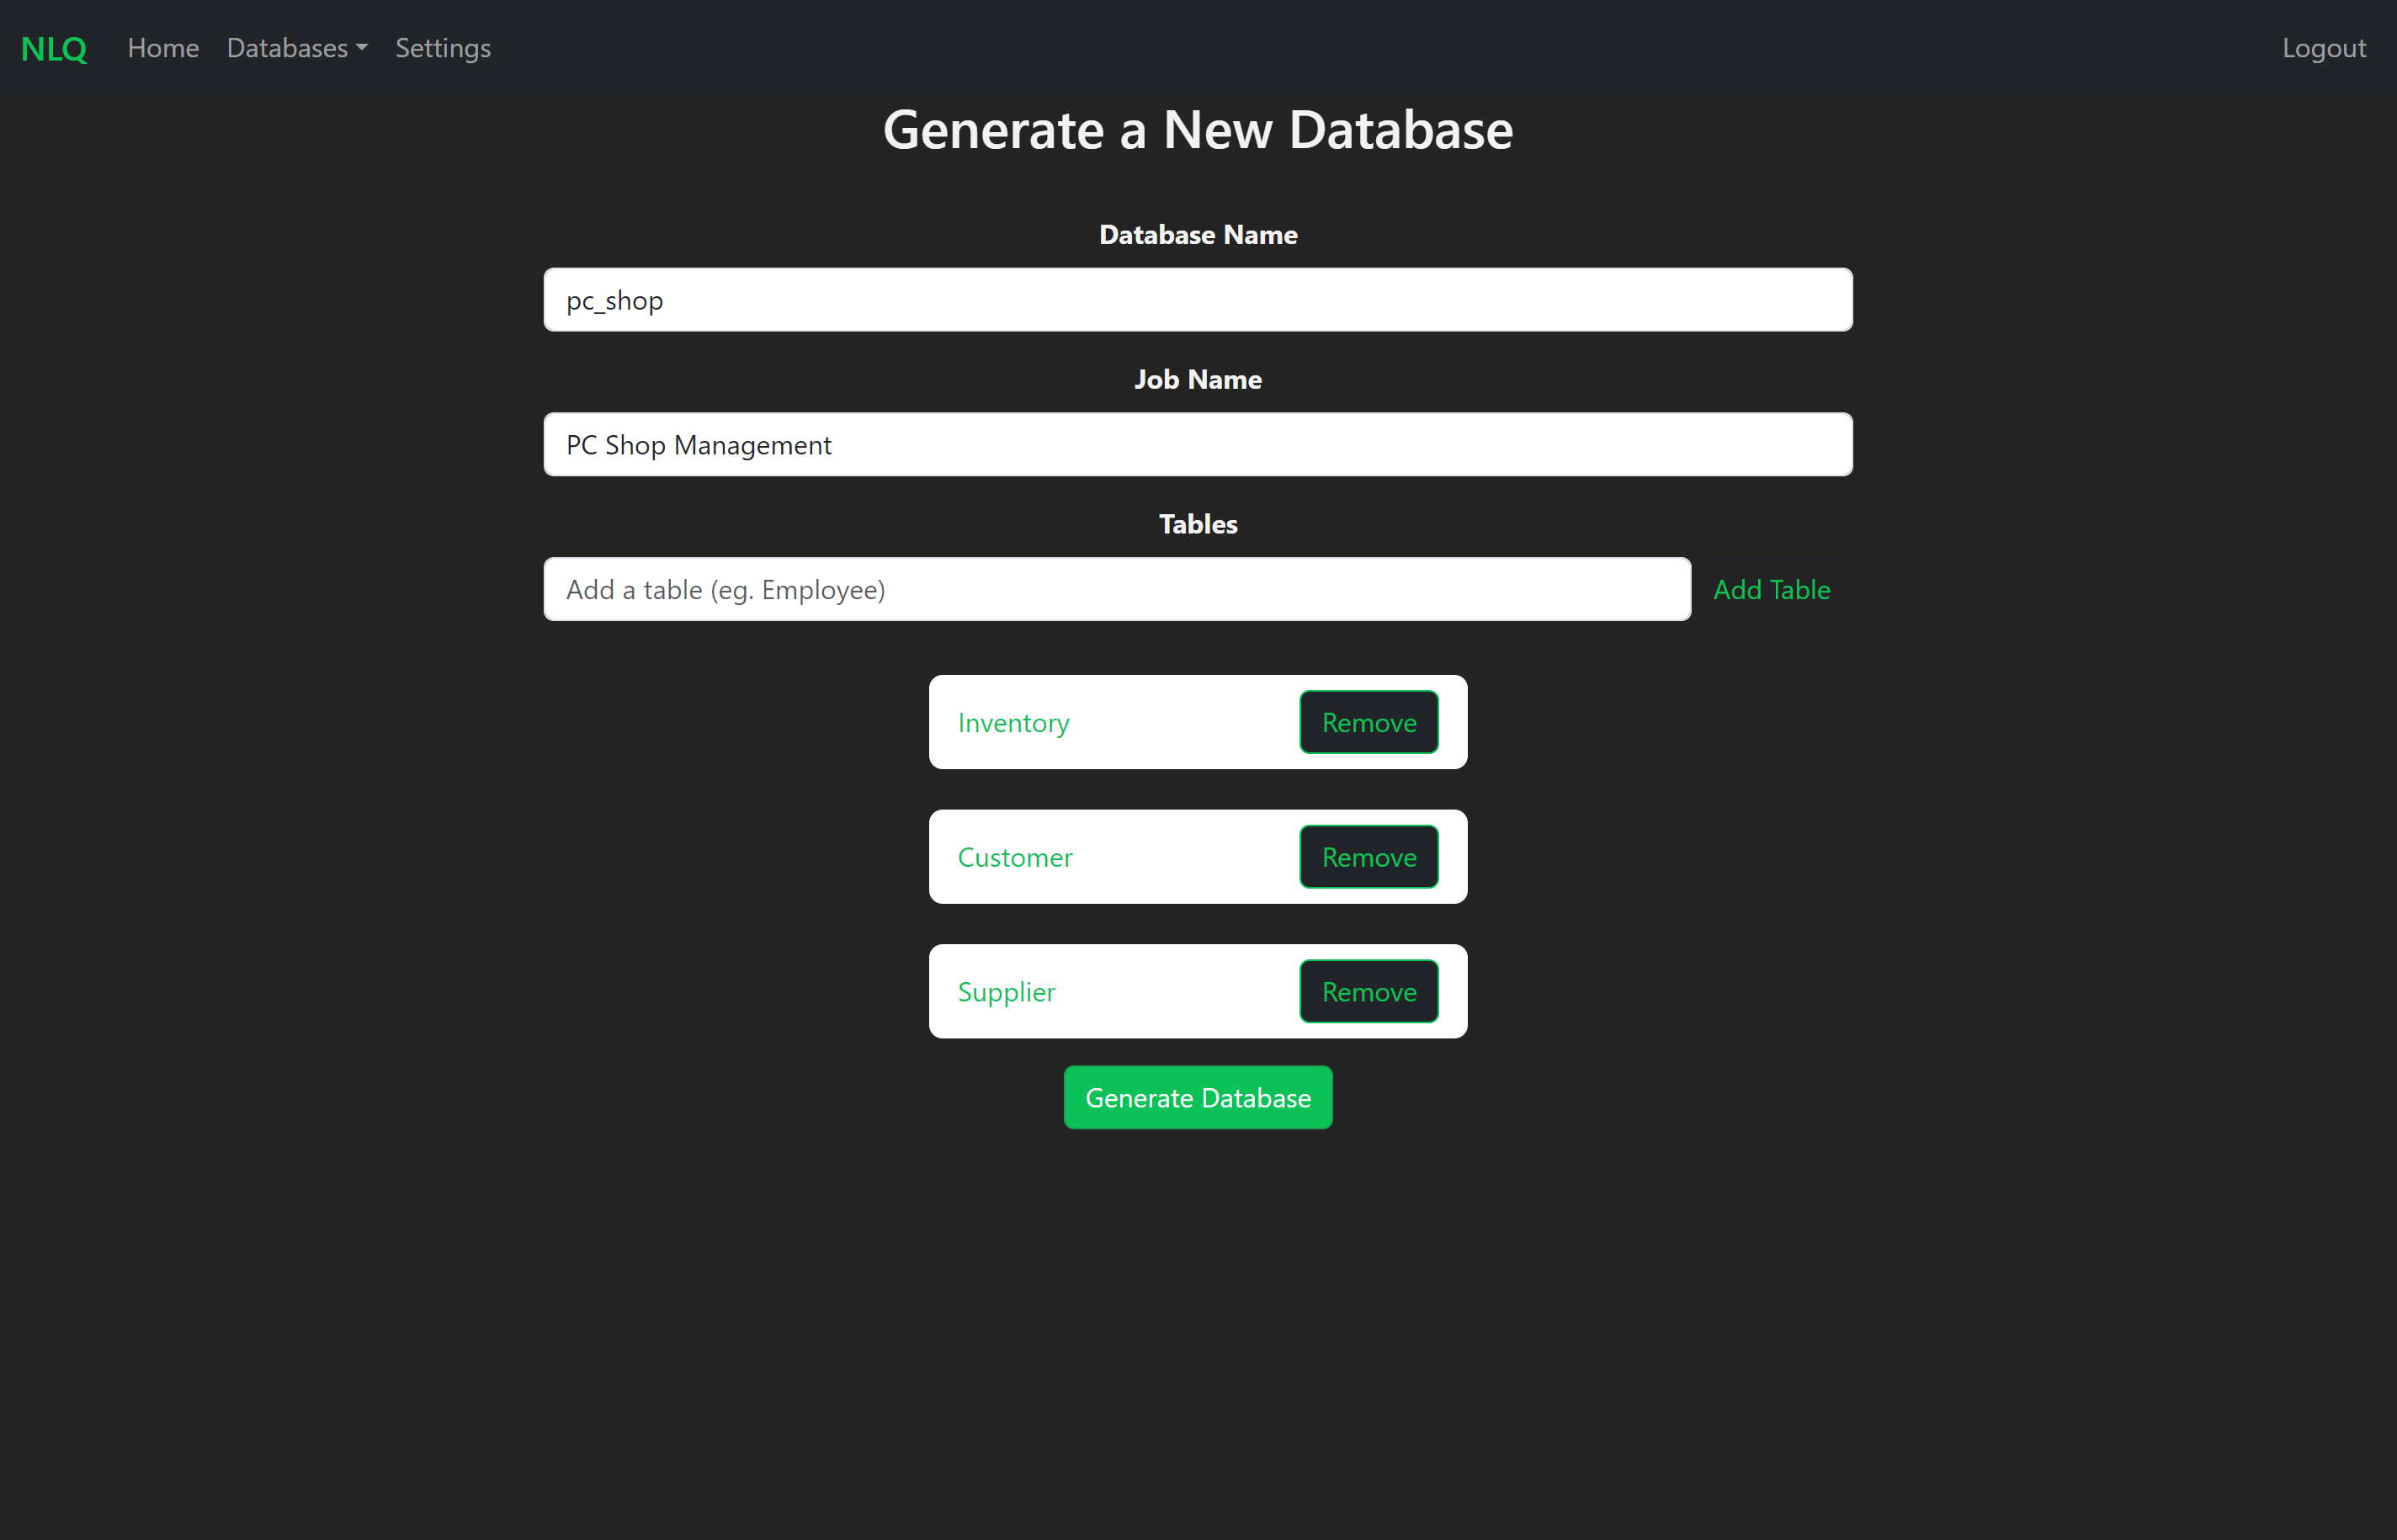 NLQ Home Databases Settings Logout
Generate a New Database
Database Name
pc_shop
Job Name
PC Shop Management
Tables
Add a table (eg. Employee) Add Table
Inventory Remove
Customer Remove
Supplier Remove
Generate Database